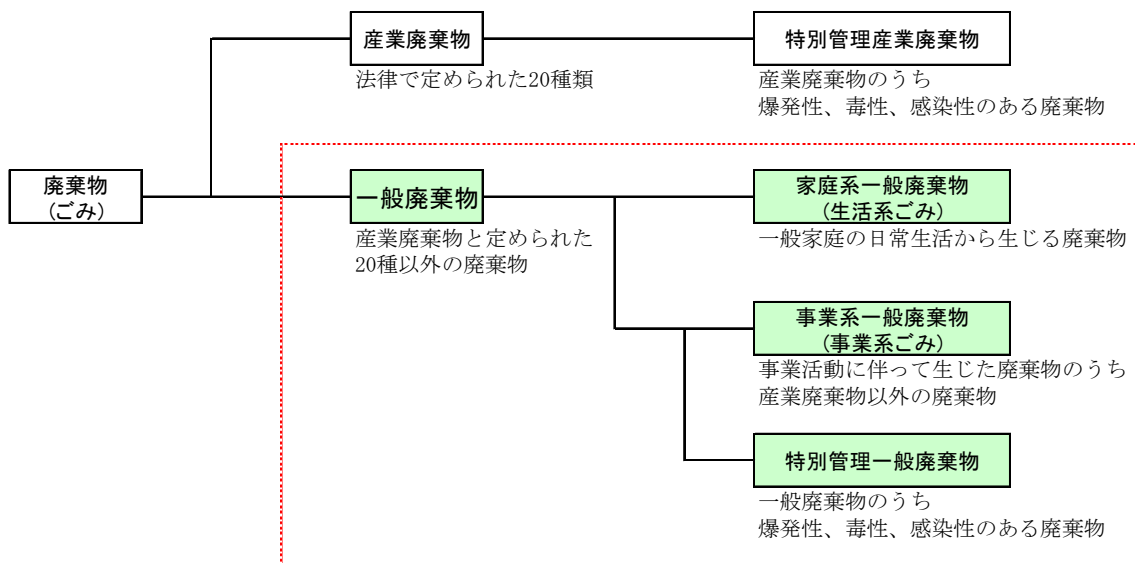 産業廃棄物
法律で定められた20種類
特別管理産業廃棄物
産業廃棄物のうち
爆発性、毒性、感染性のある廃棄物
廃棄物
(ごみ)
一般廃棄物
産業廃棄物と定められた
20種以外の廃棄物
家庭系一般廃棄物
(生活系ごみ)
一般家庭の日常生活から生じる廃棄物
事業系一般廃棄物
(事業系ごみ)
事業活動に伴って生じた廃棄物のうち
産業廃棄物以外の廃棄物
特別管理一般廃棄物
一般廃棄物のうち
爆発性、毒性、感染性のある廃棄物